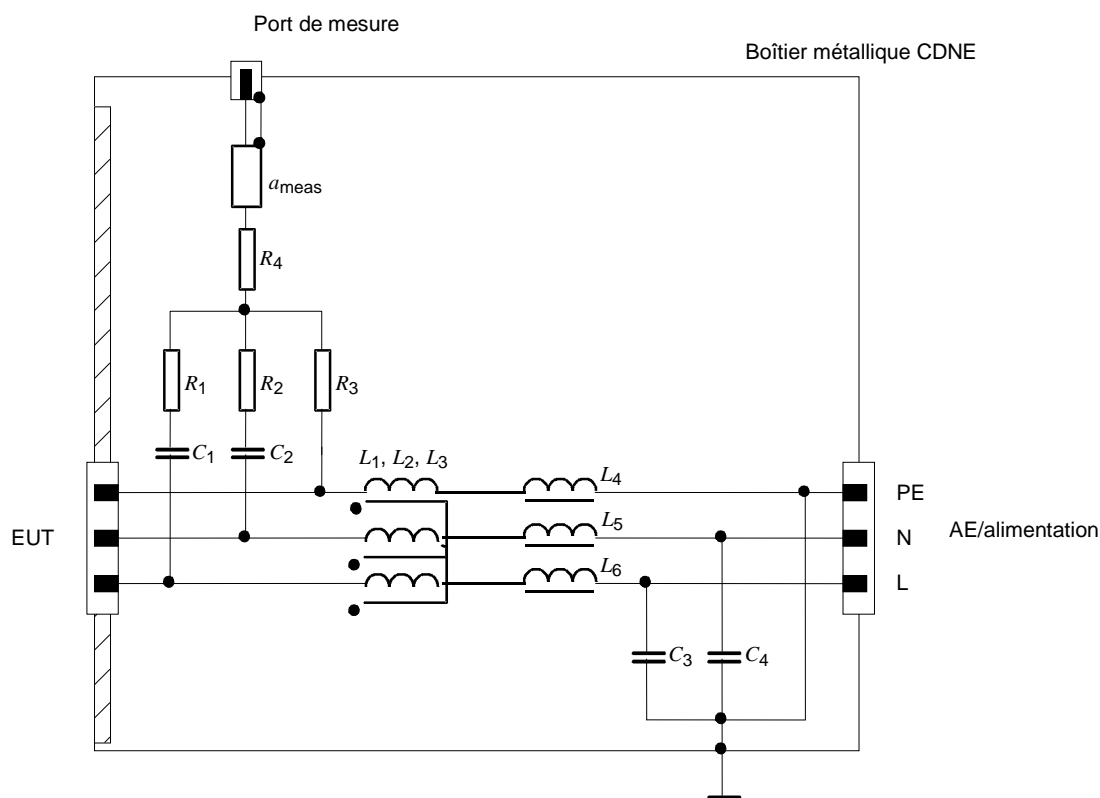 Port de mesure
Boîtier métallique CDNE
ameas
R4
R1
R2
R3
C1
C2
L1, L2, L3
L4
PE
L5
EUT
N
AE/alimentation
L6
L
C3
C4